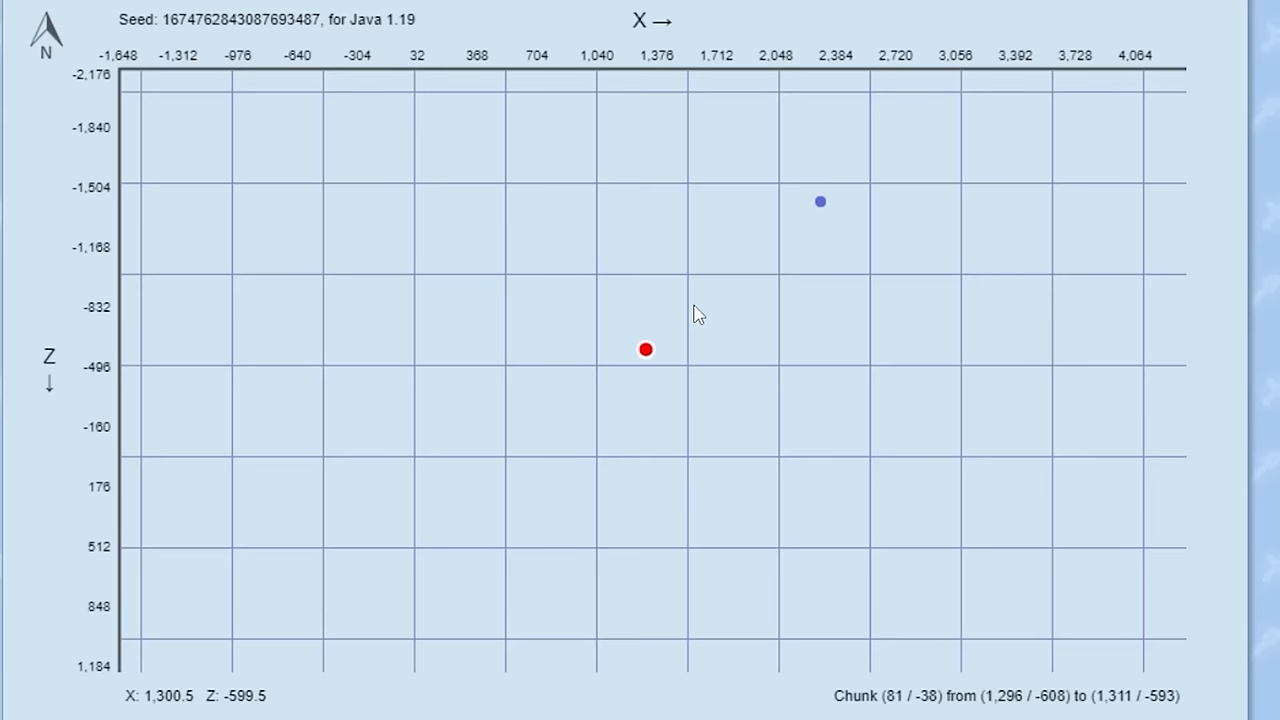 Seed: 1674762843087693487, for Java 1.19
X →
N
-1,648 -1,312 -976 -640 -304 32 368 704 1,040 1,376 1,712 2,048 2,384 2,720 3,056 3,392 3,728 4,064
-2,176
-1,840
-1,504
-1,168
-832
Z
↓
-496
-160
176
512
848
1,184
X: 1,300.5 Z: -599.5
Chunk (81 / -38) from (1,296 / -608) to (1,311 / -593)